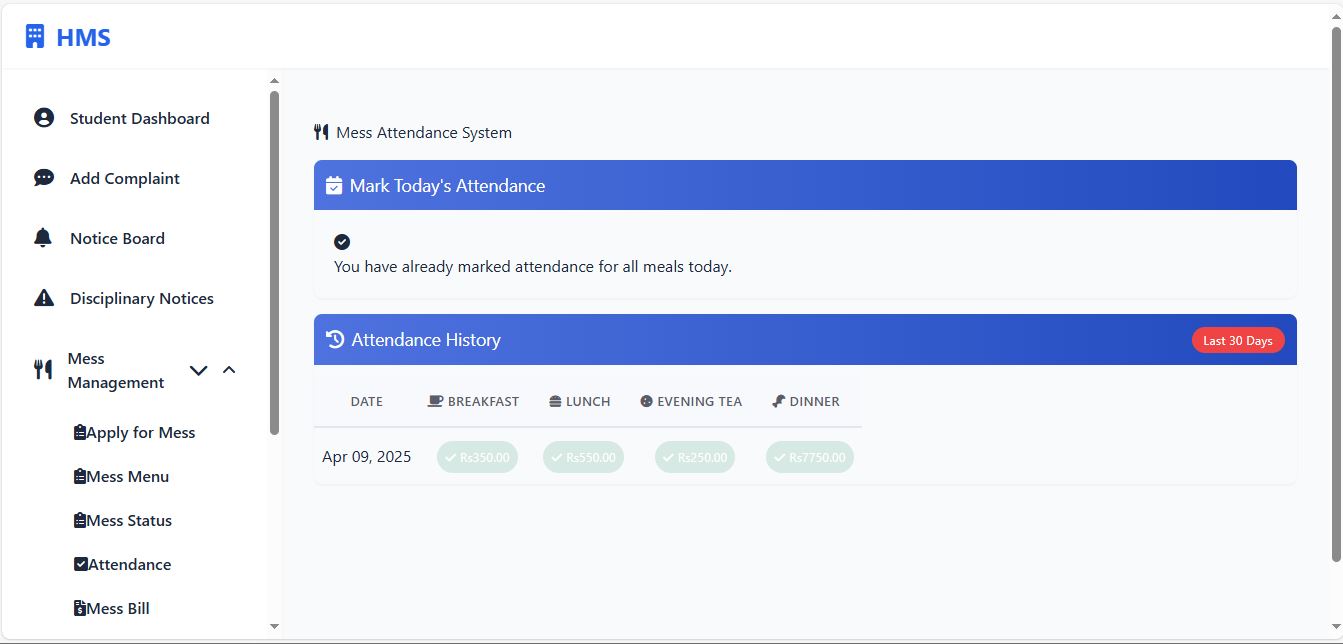 HMS
Student Dashboard
Add Complaint
Notice Board
Disciplinary Notices
Mess
Management
Apply for Mess
Mess Menu
Mess Status
Attendance
Mess Bill
Mess Attendance System
Mark Today's Attendance
You have already marked attendance for all meals today.
Attendance History Last 30 Days
DATE BREAKFAST LUNCH EVENING TEA DINNER
Apr 09, 2025 Rs350.00 Rs550.00 Rs250.00 Rs7750.00